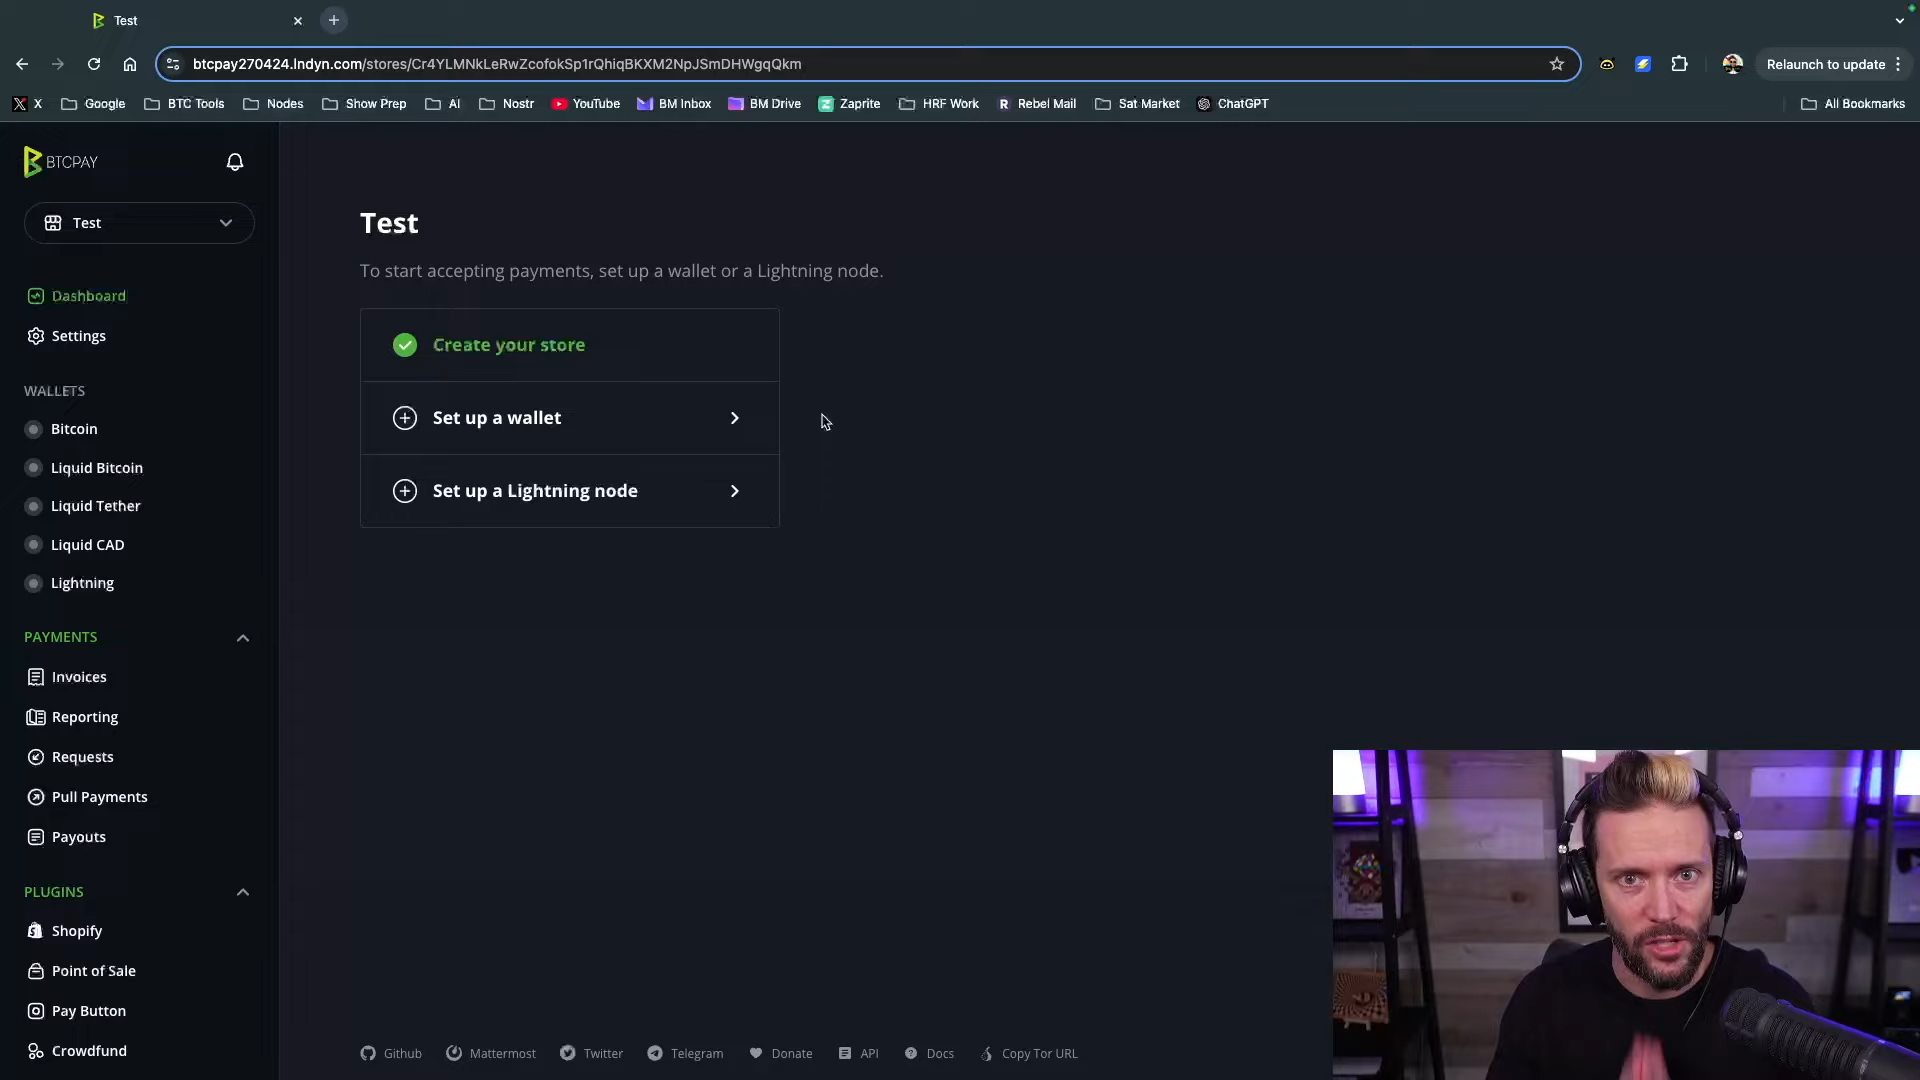 Test
btcpay270424.lndyn.com/stores/Cr4YLMNkLeRwZcofokSp1rQhiqBKXM2NpJSmDHWgqQkm
Relaunch to update
X
Google
BTC Tools
Nodes
Show Prep
AI
Nostr
YouTube
BM Inbox
BM Drive
Zaprite
HRF Work
R
Rebel Mail
Sat Market
ChatGPT
All Bookmarks
BTCPAY
Test
Dashboard
Settings
WALLETS
Bitcoin
Liquid Bitcoin
Liquid Tether
Liquid CAD
Lightning
PAYMENTS
Invoices
Reporting
Requests
Pull Payments
Payouts
PLUGINS
Shopify
Point of Sale
Pay Button
Crowdfund
Test
To start accepting payments, set up a wallet or a Lightning node.
Create your store
Set up a wallet
Set up a Lightning node
Github
Mattermost
Twitter
Telegram
Donate
API
Docs
Copy Tor URL